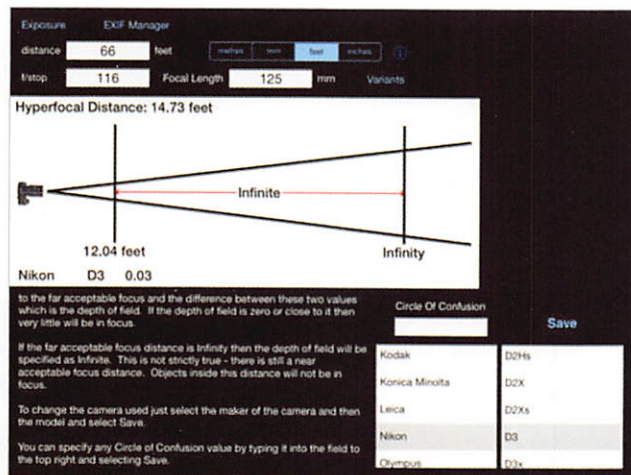 Exposure EXIF Manager
distance 66 feet metres mm feet inches
f/stop 116 Focal Length 125 mm Variants
Hyperfocal Distance: 14.73 feet
Infinite
12.04 feet Infinity
Nikon D3 0.03
to the far acceptable focus and the difference between these two values
which is the depth of field. If the depth of field is zero or close to it then
very little will be in focus.
If the far acceptable focus distance is Infinity then the depth of field will be
specified as Infinite. This is not strictly true - there is still a near
acceptable focus distance. Objects inside this distance will not be in
focus.
To change the camera used just select the maker of the camera and then
the model and select Save.
You can specify any Circle of Confusion value by typing it into the field to
the top right and selecting Save.
Circle Of Confusion
Save
Kodak D2Hs
Konica Minolta D2X
Leica D2Xs
Nikon D3
Olympus D3x